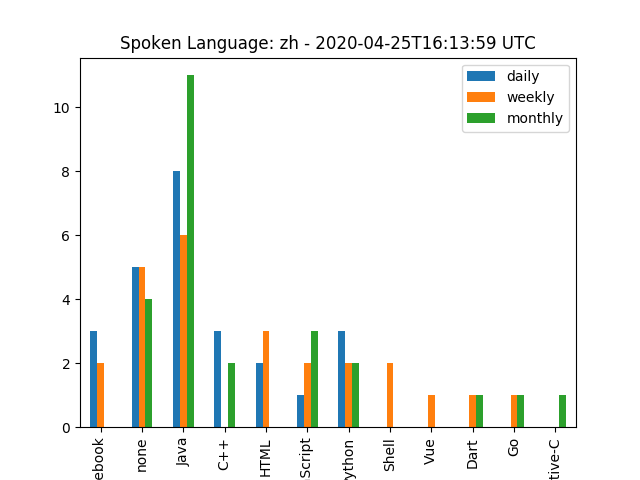 Spoken Language: zh - 2020-04-25T16:13:59 UTC
daily
weekly
monthly
10
8
6
4
2
0
ebook
none
Java
C++
HTML
Script
ython
Shell
Vue
Dart
Go
tive-C